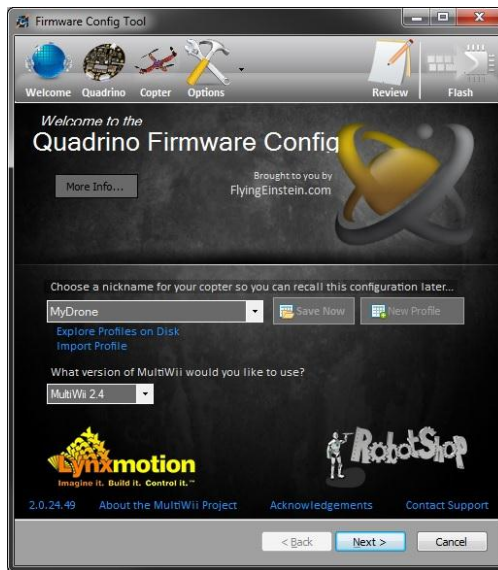 Firmware Config Tool
Welcome Quadrino Copter Options Review Flash
Welcome to the
Quadrino Firmware Config
More Info...
Brought to you by
FlyingEinstein.com
Choose a nickname for your copter so you can recall this configuration later...
MyDrone Save Now New Profile
Explore Profiles on Disk
Import Profile
What version of MultiWii would you like to use?
MultiWii 2.4
Lynxmotion
Imagine it. Build it. Control it.™
RobotShop
2.0.24.49 About the MultiWii Project Acknowledgements Contact Support
< Back Next > Cancel